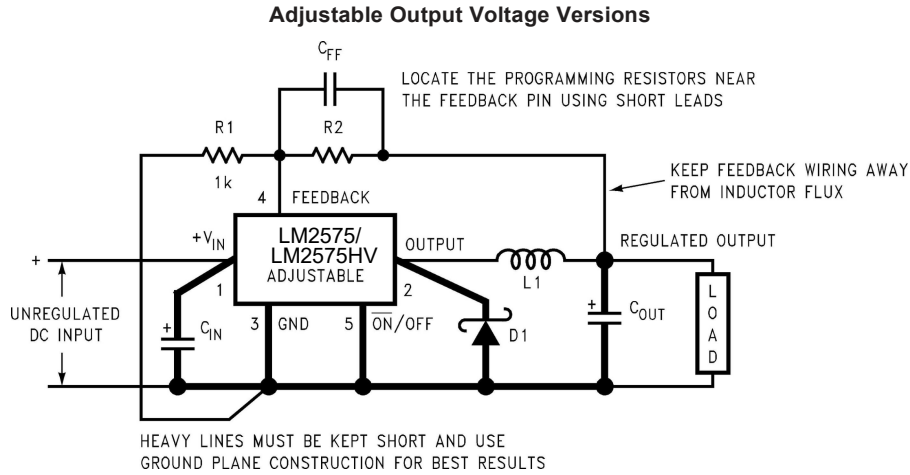 Adjustable Output Voltage Versions
CFF
LOCATE THE PROGRAMMING RESISTORS NEAR
THE FEEDBACK PIN USING SHORT LEADS
R1
R2
1k
KEEP FEEDBACK WIRING AWAY
FROM INDUCTOR FLUX
4
FEEDBACK
+VIN
LM2575/
LM2575HV
ADJUSTABLE
OUTPUT
REGULATED OUTPUT
+
1
2
L1
UNREGULATED
DC INPUT
+
CIN
3
GND
5
O̅N̅/OFF
D1
+
COUT
LOAD
HEAVY LINES MUST BE KEPT SHORT AND USE
GROUND PLANE CONSTRUCTION FOR BEST RESULTS